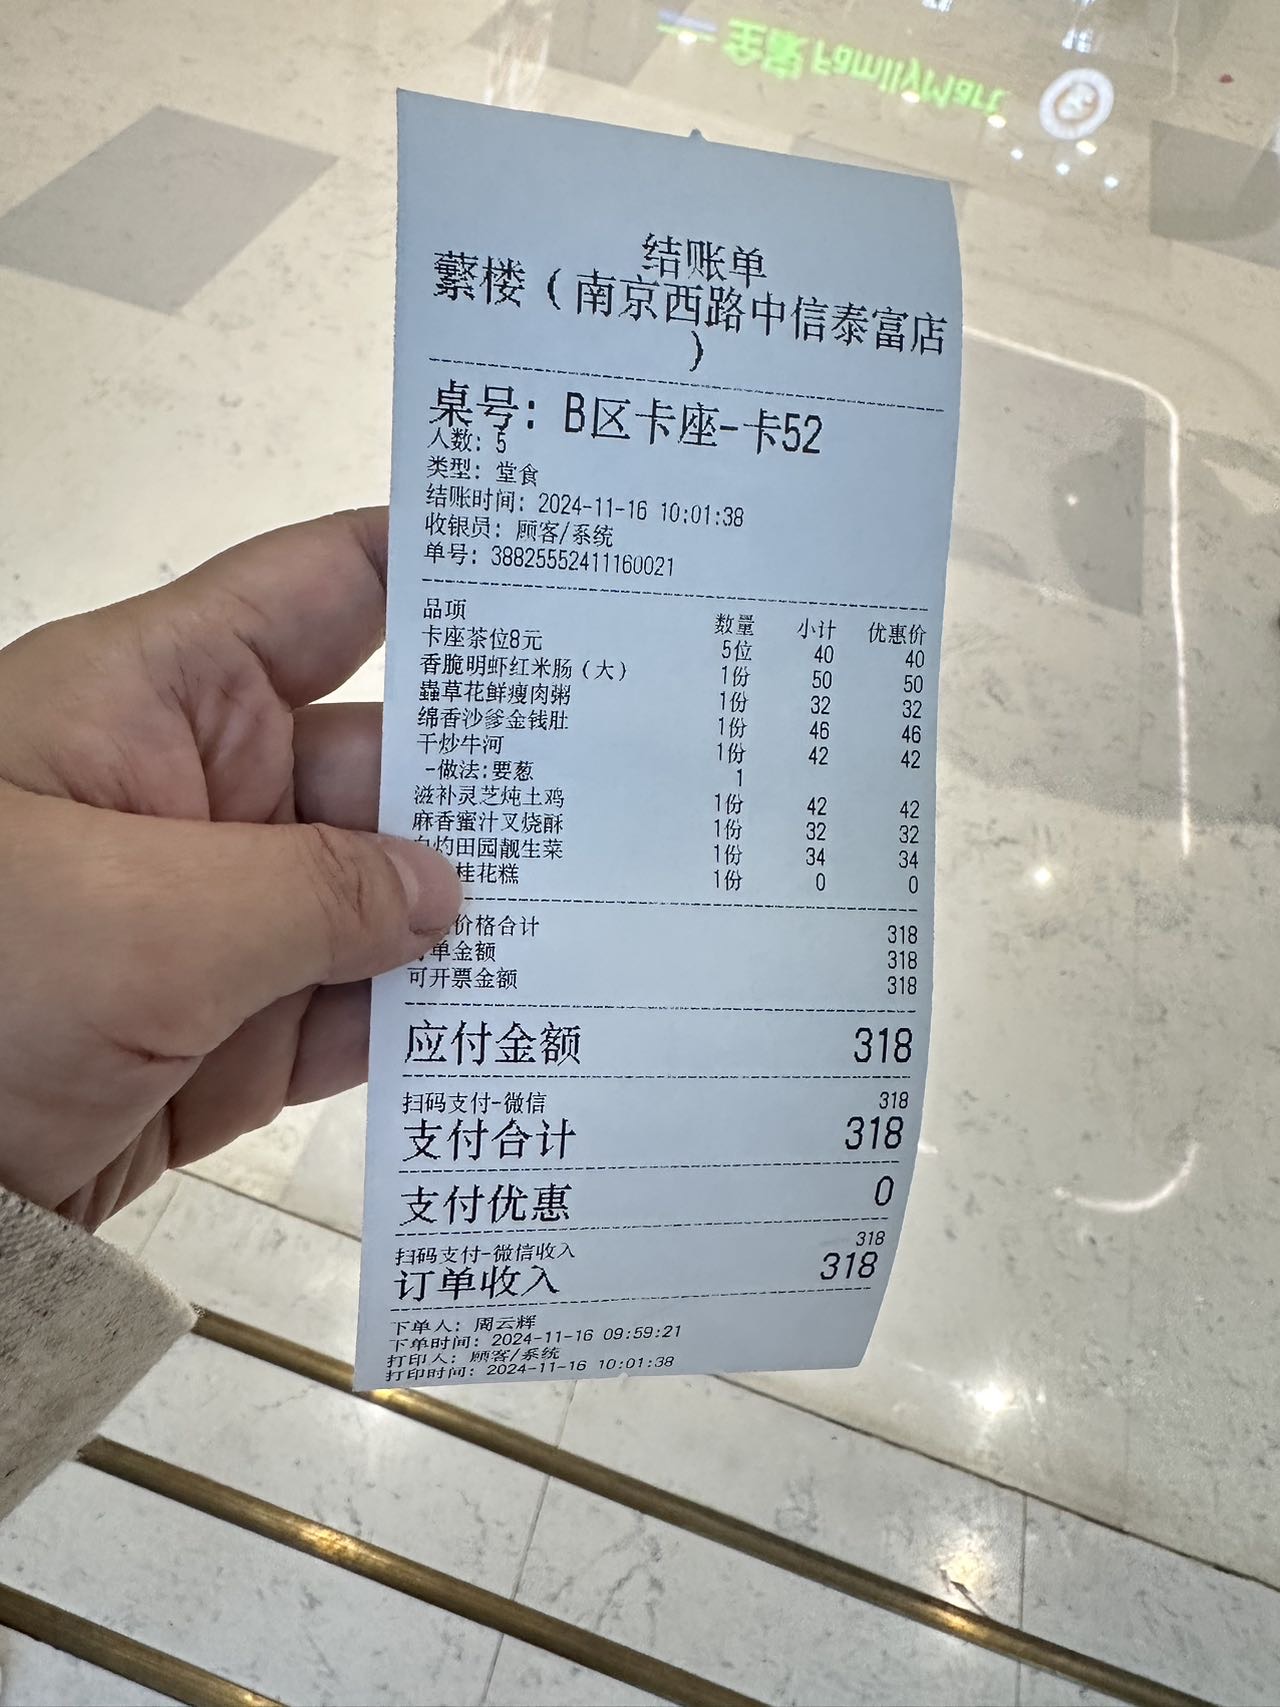 全家 FamilyMart
结账单
蘩楼（南京西路中信泰富店
）
桌号: B区卡座-卡52
人数: 5
类型: 堂食
结账时间: 2024-11-16 10:01:38
收银员: 顾客/系统
单号: 38825552411160021
品项 数量 小计 优惠价
卡座茶位8元 5位 40 40
香脆明虾红米肠（大） 1份 50 50
蟲草花鲜瘦肉粥 1份 32 32
绵香沙爹金钱肚 1份 46 46
干炒牛河 1份 42 42
-做法:要葱 1
滋补灵芝炖土鸡 1份 42 42
麻香蜜汁叉烧酥 1份 32 32
白灼田园靓生菜 1份 34 34
桂花糕 1份 0 0
价格合计 318
单金额 318
可开票金额 318
应付金额 318
扫码支付-微信 318
支付合计 318
支付优惠 0
扫码支付-微信收入 318
订单收入 318
下单人: 周云辉
下单时间: 2024-11-16 09:59:21
打印人: 顾客/系统
打印时间: 2024-11-16 10:01:38